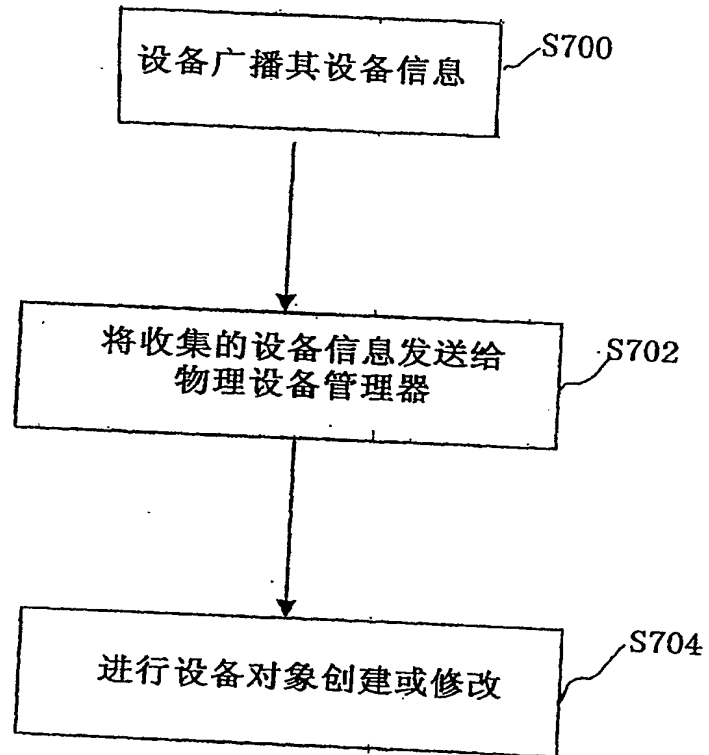 设备广播其设备信息
S700
将收集的设备信息发送给
物理设备管理器
S702
进行设备对象创建或修改
S704